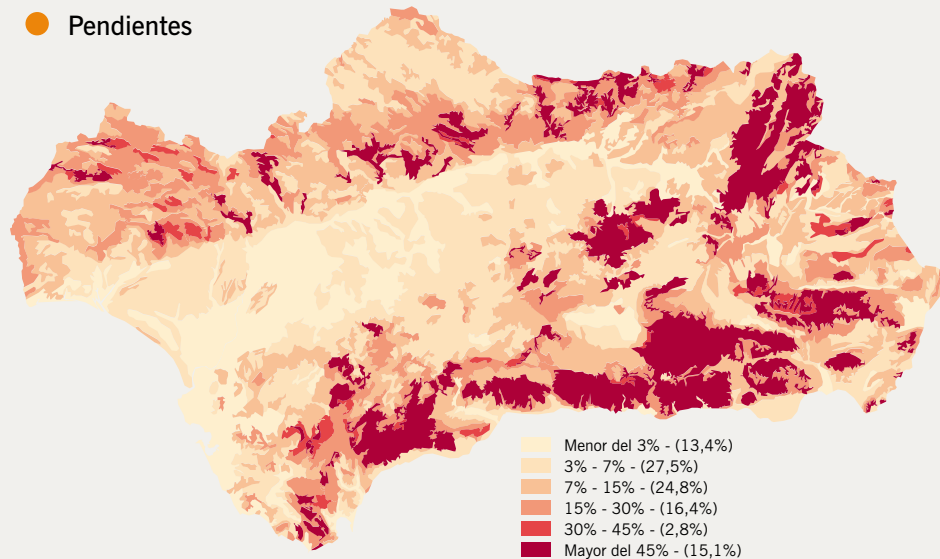 Pendientes
Menor del 3% - (13,4%)
3% - 7% - (27,5%)
7% - 15% - (24,8%)
15% - 30% - (16,4%)
30% - 45% - (2,8%)
Mayor del 45% - (15,1%)